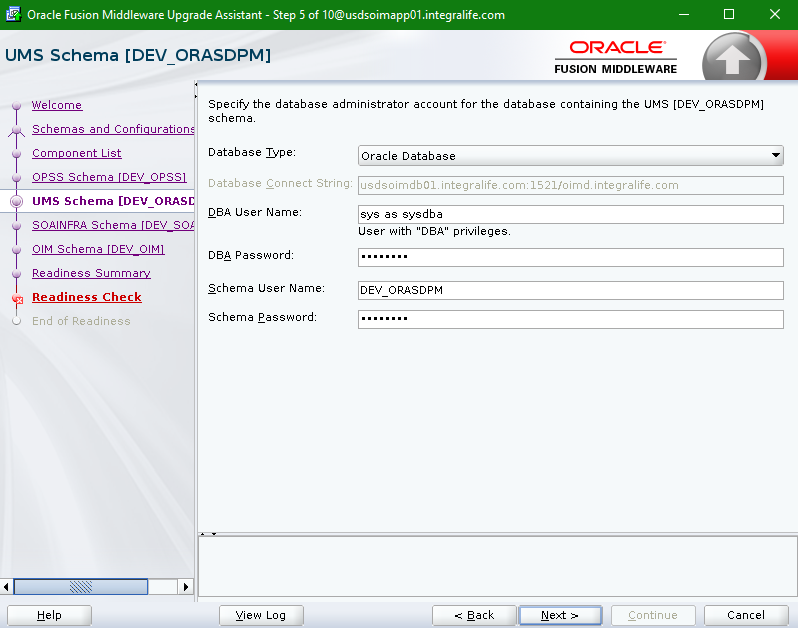 Oracle Fusion Middleware Upgrade Assistant - Step 5 of 10@usdsoimapp01.integralife.com
UMS Schema [DEV_ORASDPM]
ORACLE®
FUSION MIDDLEWARE
Welcome
Schemas and Configurations
Component List
OPSS Schema [DEV_OPSS]
UMS Schema [DEV_ORASD
SOAINFRA Schema [DEV_SOA
OIM Schema [DEV_OIM]
Readiness Summary
Readiness Check
End of Readiness
Specify the database administrator account for the database containing the UMS [DEV_ORASDPM]
schema.
Database Type: Oracle Database
Database Connect String: usdsoimdb01.integralife.com:1521/oimd.integralife.com
DBA User Name: sys as sysdba
User with "DBA" privileges.
DBA Password: ••••••••
Schema User Name: DEV_ORASDPM
Schema Password: ••••••••
Help View Log < Back Next > Continue Cancel